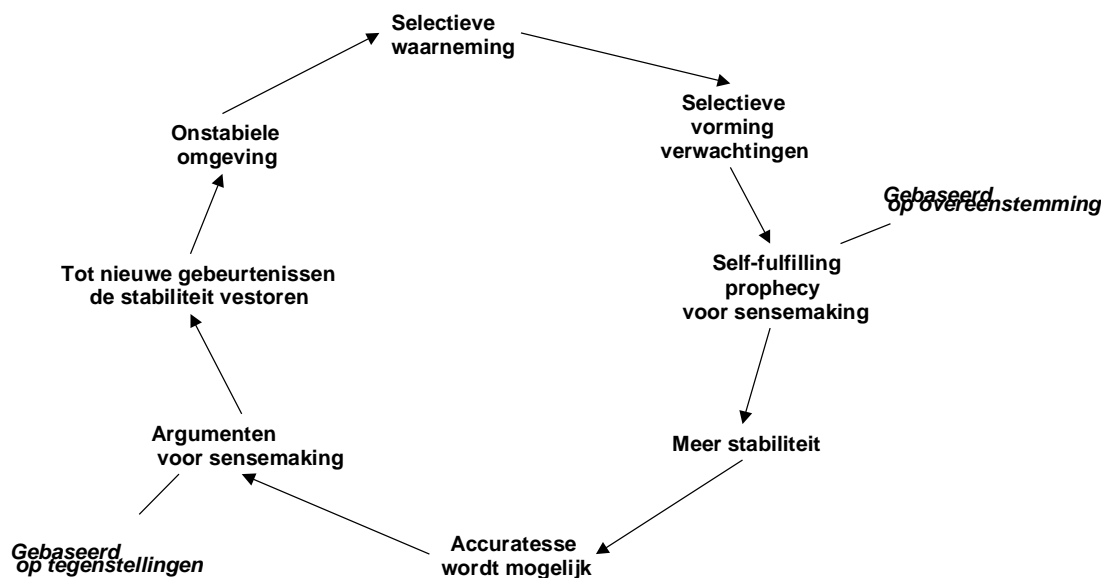 Selectieve
waarneming
Selectieve
vorming
verwachtingen
Gebaseerd
op overeenstemming
Self-fulfilling
prophecy
voor sensemaking
Meer stabiliteit
Accuratesse
wordt mogelijk
Argumenten
voor sensemaking
Gebaseerd
op tegenstellingen
Tot nieuwe gebeurtenissen
de stabiliteit vestoren
Onstabiele
omgeving